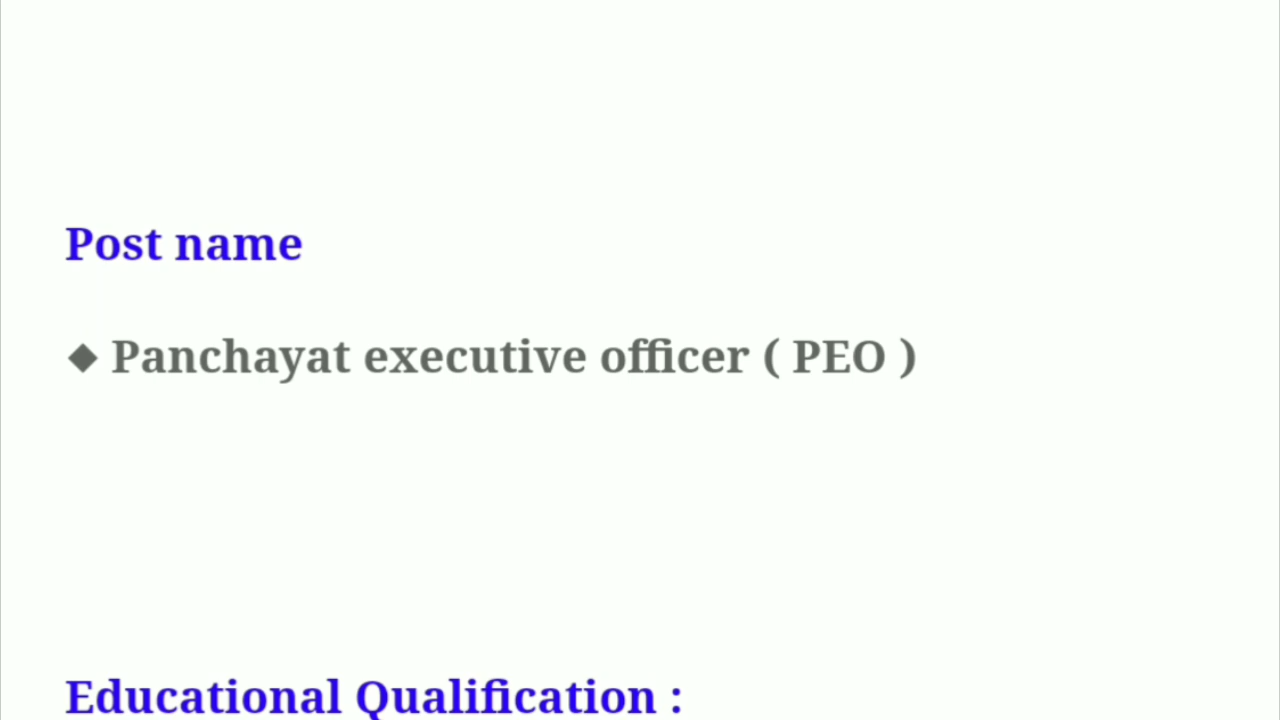 Post name
◆ Panchayat executive officer ( PEO )
Educational Qualification :